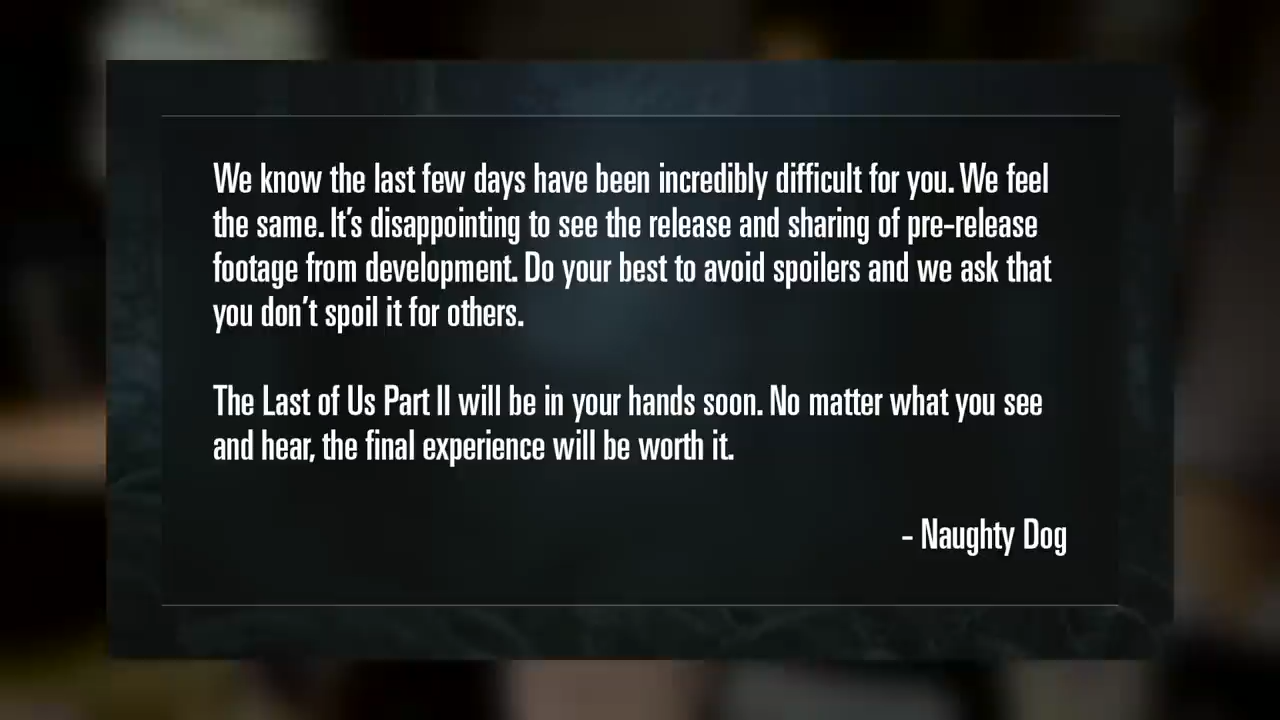 We know the last few days have been incredibly difficult for you. We feel
the same. It’s disappointing to see the release and sharing of pre-release
footage from development. Do your best to avoid spoilers and we ask that
you don’t spoil it for others.
The Last of Us Part II will be in your hands soon. No matter what you see
and hear, the final experience will be worth it.
- Naughty Dog